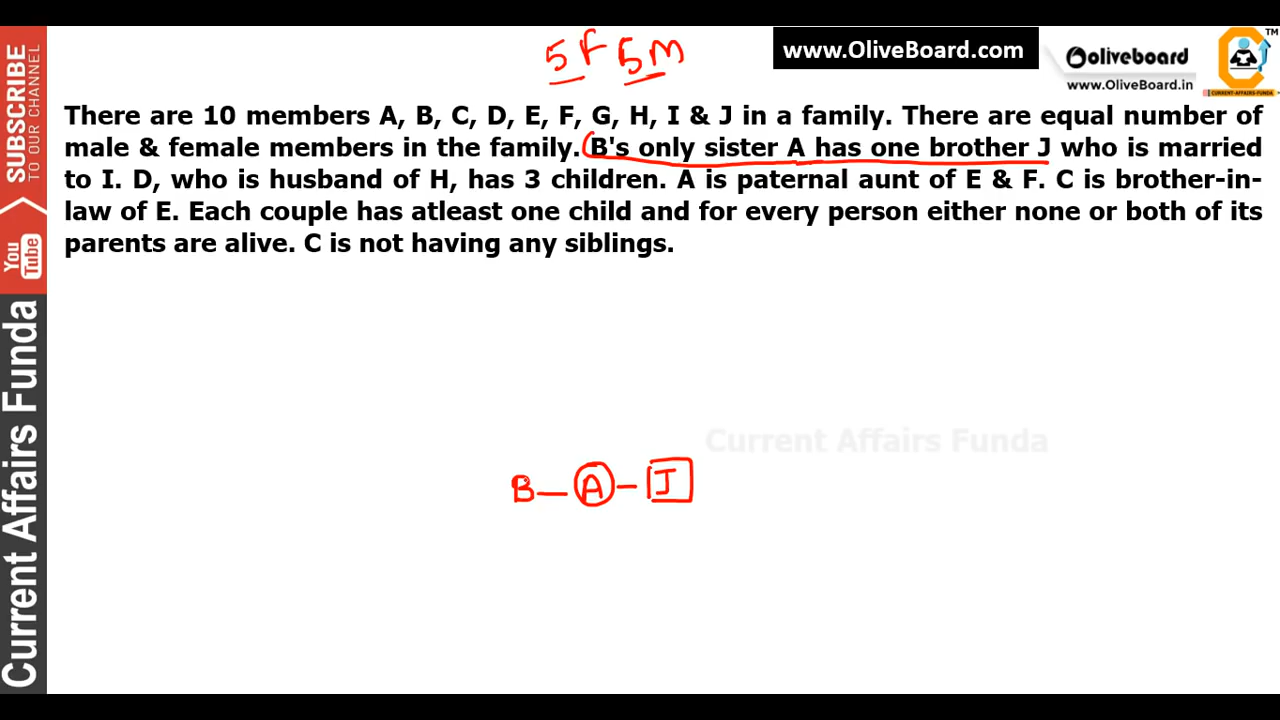 5F 5M
www.OliveBoard.com
oliveboard
www.OliveBoard.in
TM
CURRENT-AFFAIRS-FUNDA
SUBSCRIBE
TO OUR CHANNEL
You
Tube
Current Affairs Funda
There are 10 members A, B, C, D, E, F, G, H, I & J in a family. There are equal number of
male & female members in the family. B's only sister A has one brother J who is married
to I. D, who is husband of H, has 3 children. A is paternal aunt of E & F. C is brother-in-
law of E. Each couple has atleast one child and for every person either none or both of its
parents are alive. C is not having any siblings.
Current Affairs Funda
B — A - J